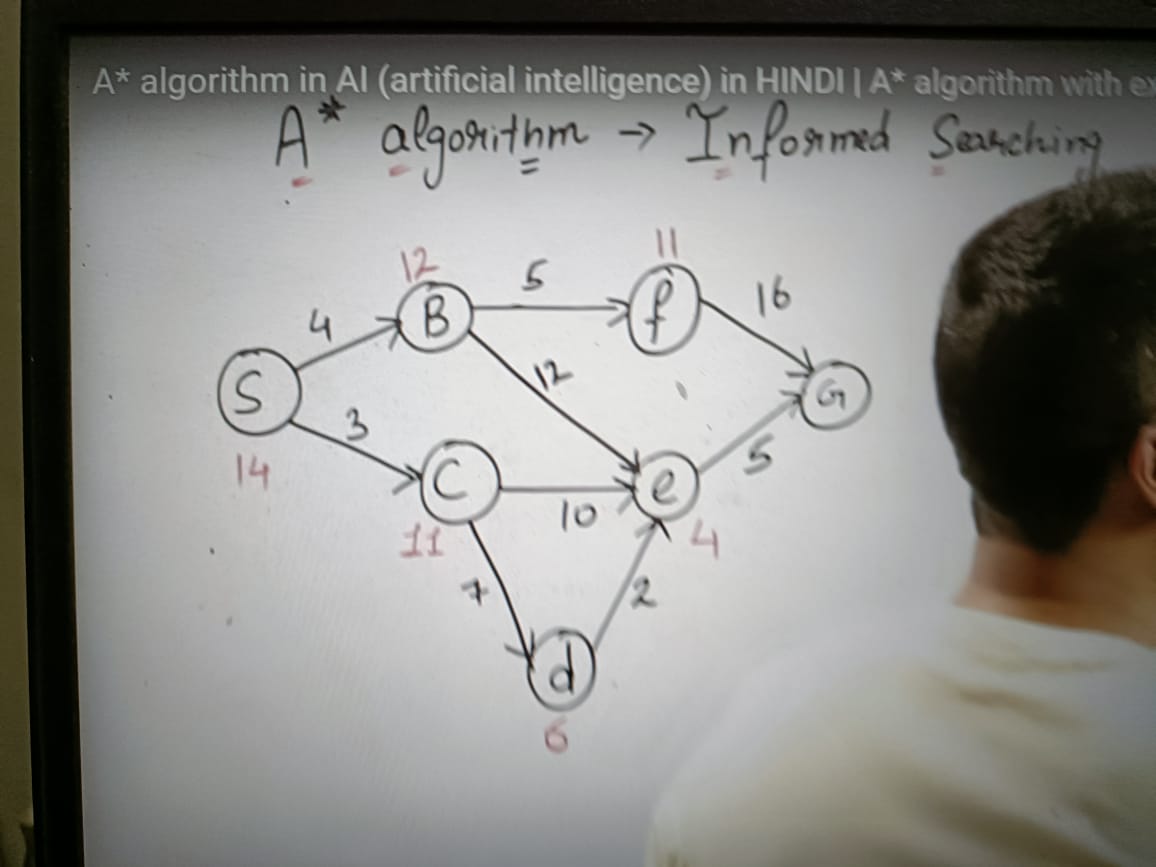 A* algorithm in AI (artificial intelligence) in HINDI | A* algorithm with
A* algorithm → Informed Searching
11
12 5 16
B f
4
12
S G
3
5
14 C e
10
11 4
7 2
d
6